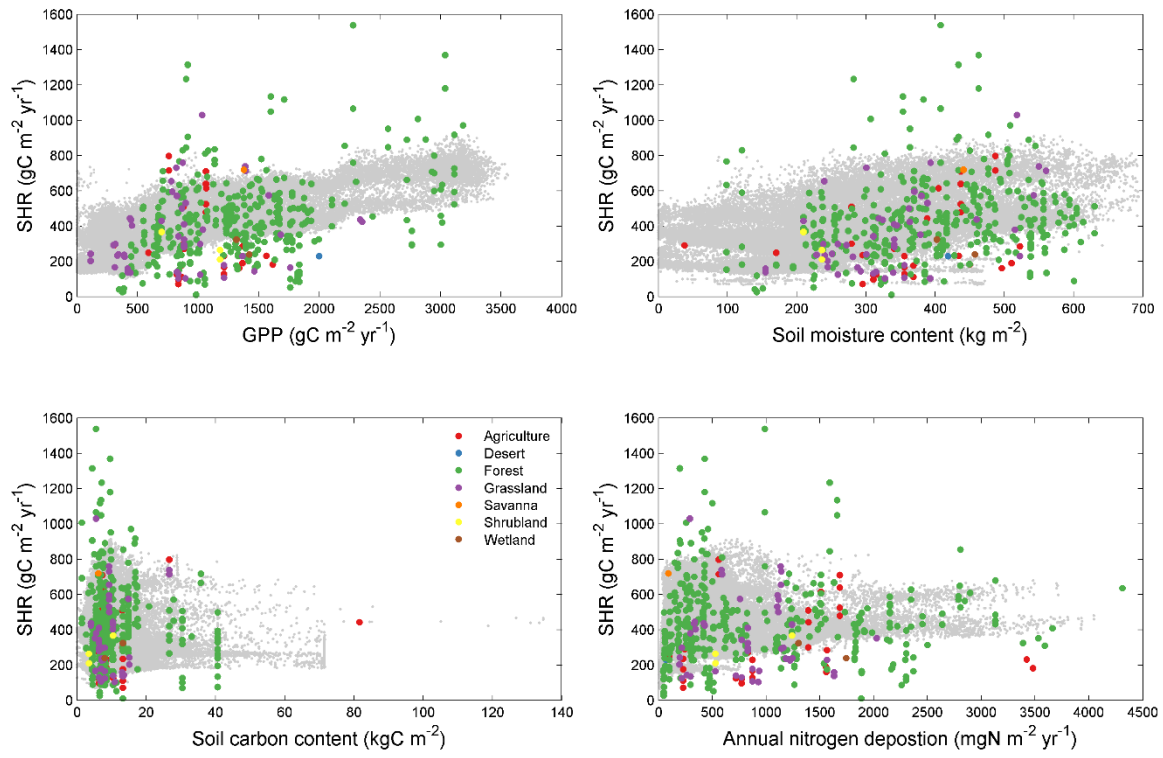 1600
1400
1200
1000
800
600
400
200
0
SHR (gC m-2 yr-1)
0 500 1000 1500 2000 2500 3000 3500 4000
GPP (gC m-2 yr-1)
1600
1400
1200
1000
800
600
400
200
0
SHR (gC m-2 yr-1)
0 100 200 300 400 500 600 700
Soil moisture content (kg m-2)
1600
1400
1200
1000
800
600
400
200
0
SHR (gC m-2 yr-1)
Agriculture
Desert
Forest
Grassland
Savanna
Shrubland
Wetland
0 20 40 60 80 100 120 140
Soil carbon content (kgC m-2)
1600
1400
1200
1000
800
600
400
200
0
SHR (gC m-2 yr-1)
0 500 1000 1500 2000 2500 3000 3500 4000 4500
Annual nitrogen depostion (mgN m-2 yr-1)